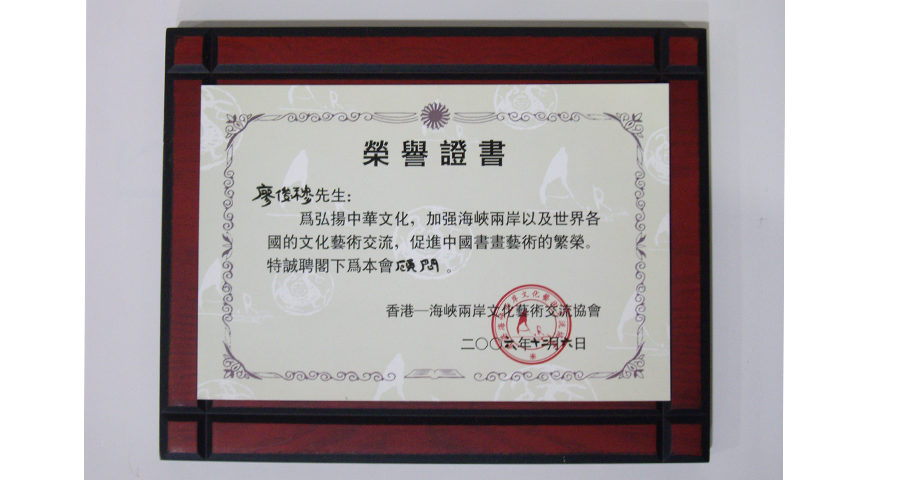 榮譽證書
廖俊穆先生:
爲弘揚中華文化,加强海峽兩岸以及世界各
國的文化藝術交流,促進中國書畫藝術的繁榮。
特誠聘閣下爲本會顾問。
香港—海峽兩岸文化藝術交流協會
二〇〇六年十二月六日